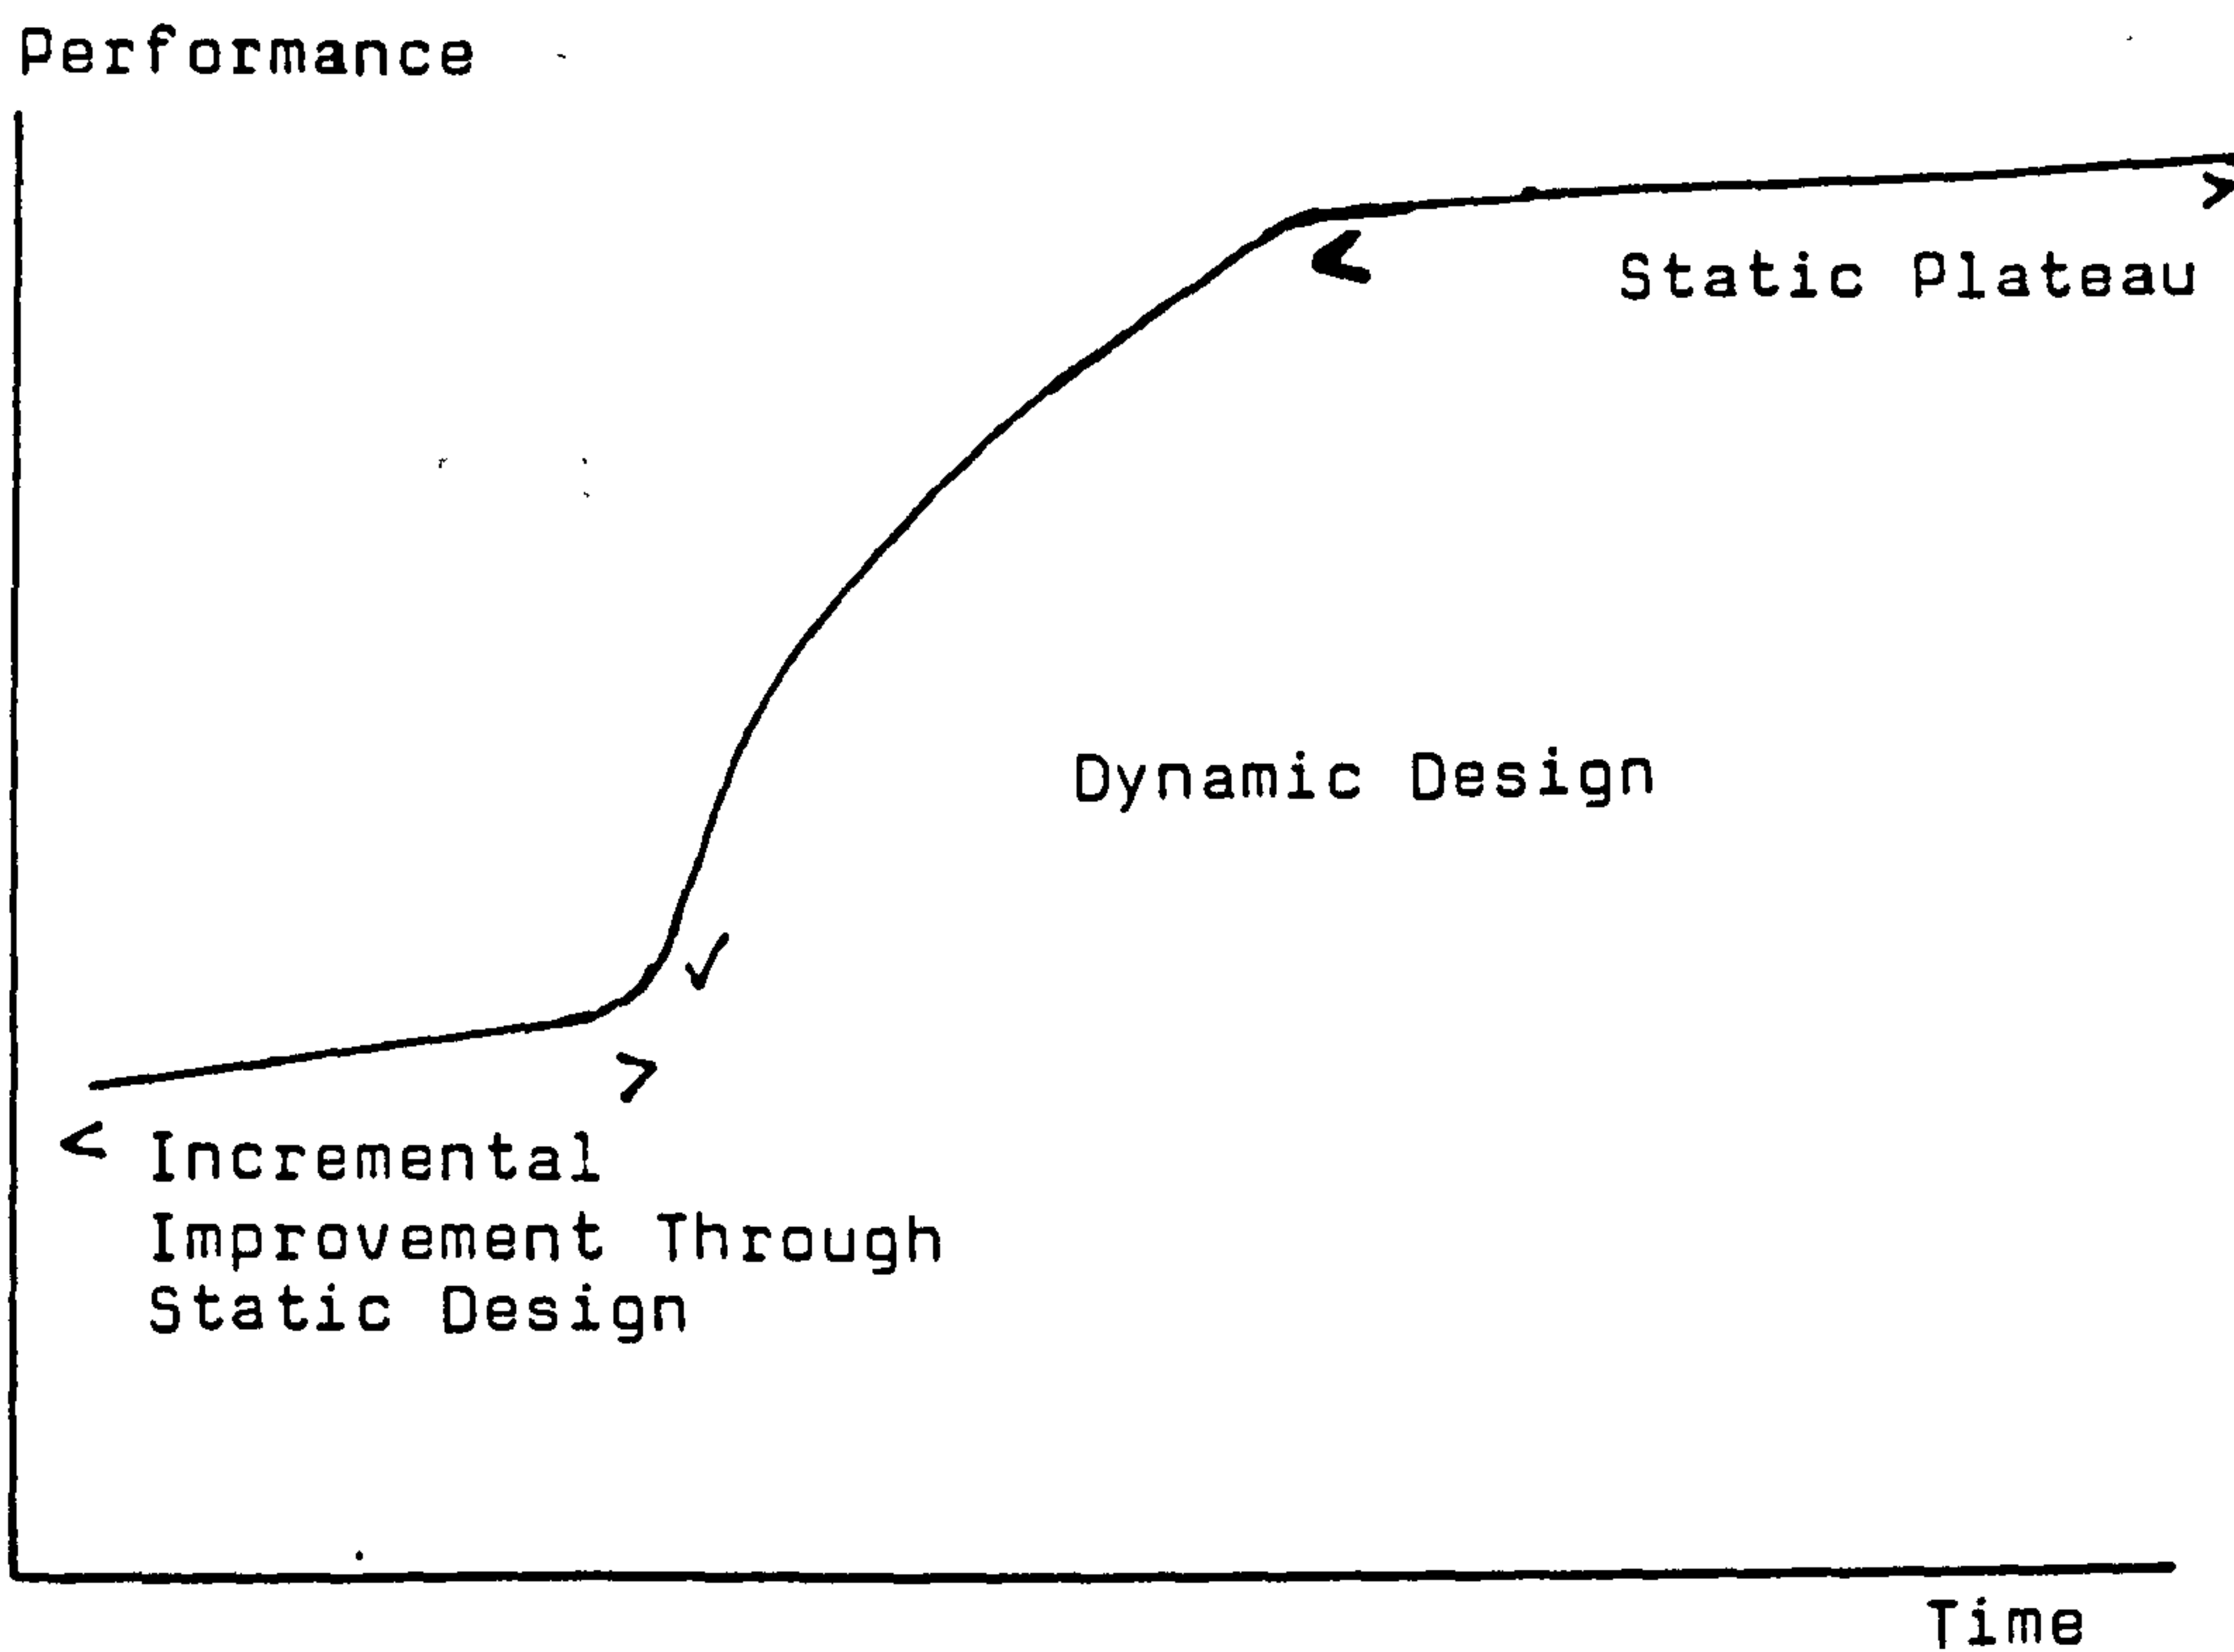 Performance
Static Plateau
Dynamic Design
Incremental
Improvement Through
Static Design
Time